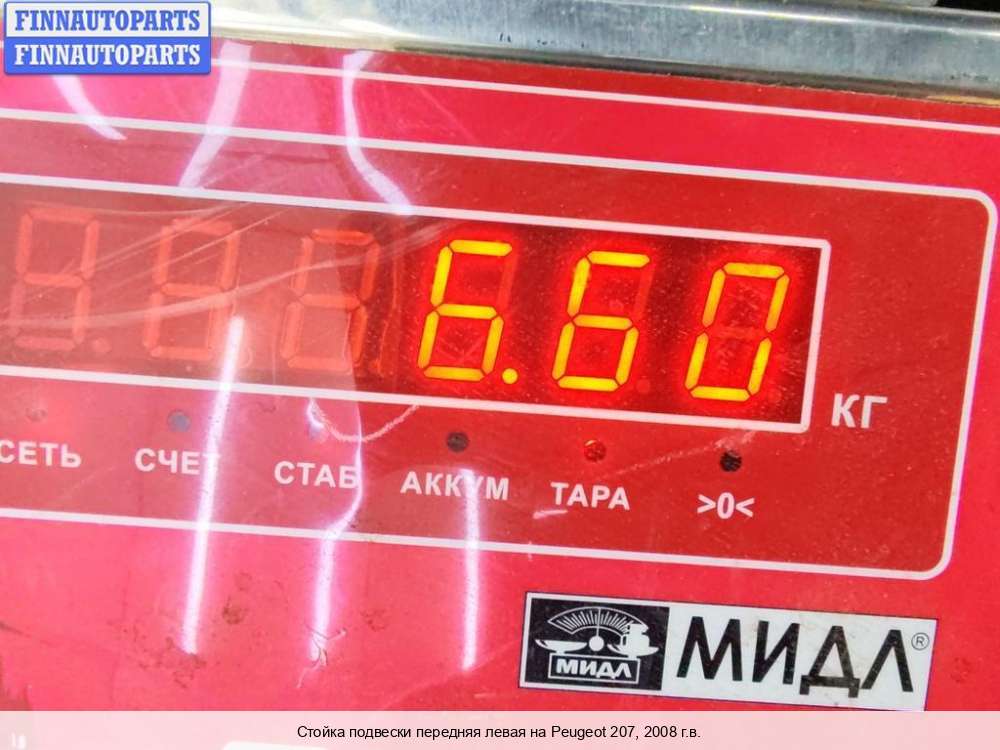 FINNAUTOPARTS
FINNAUTOPARTS
6.60
КГ
СЕТЬ СЧЕТ СТАБ АККУМ ТАРА >0<
МИДЛ МИДЛ®
Стойка подвески передняя левая на Peugeot 207, 2008 г.в.